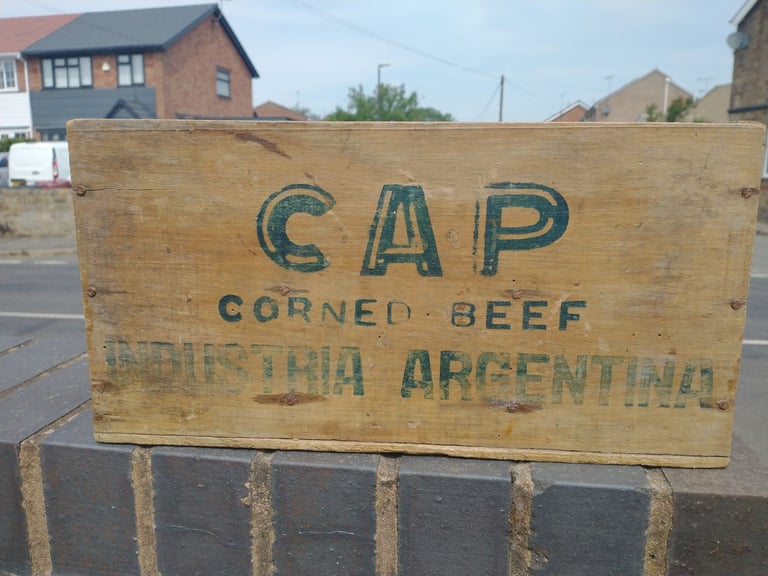 CAP
CORNED BEEF
INDUSTRIA ARGENTINA